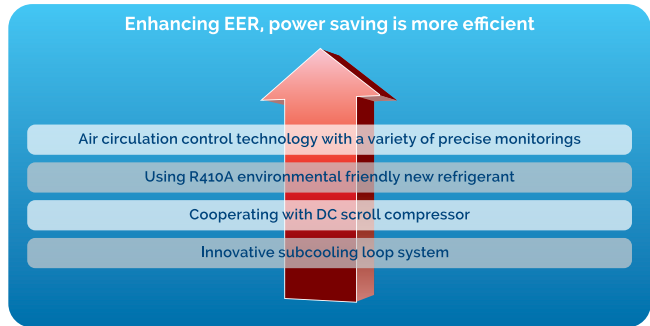 Enhancing EER, power saving is more efficient
Air circulation control technology with a variety of precise monitorings
Using R410A environmental friendly new refrigerant
Cooperating with DC scroll compressor
Innovative subcooling loop system